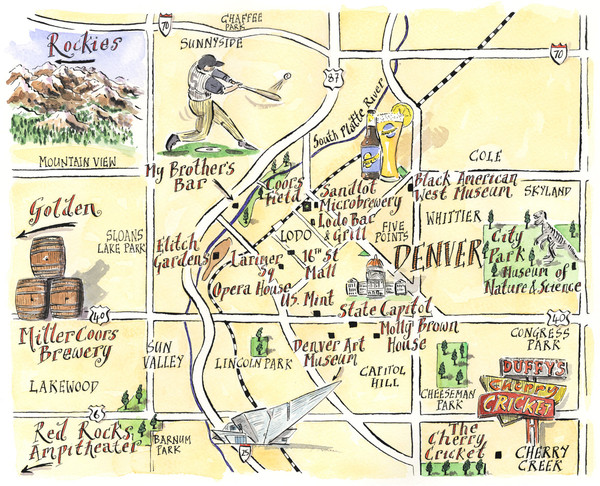 70
CHAFFEE
PARK
SUNNYSIDE
Rockies
87
70
South Platte River
MOUNTAIN VIEW
My Brother's
Bar
Coors
Field
Sandlot
Microbrewery
Lodo Bar
& Grill
COLE
Black American
West Museum
SKYLAND
WHITTIER
FIVE
POINTS
Golden
SLOANS
LAKE PARK
Elitch
Gardens
LODO
Larimer
Sq
16th St
Mall
Opera House
DENVER
City
Park
Museum of
Nature & Science
U.S. Mint
State Capitol
40
40
MillerCoors
Brewery
SUN
VALLEY
Denver Art
Museum
Molly Brown
House
CONGRESS
PARK
LINCOLN PARK
CAPITOL
HILL
CHEESEMAN
PARK
LAKEWOOD
DUFFY'S
CHERRY
CRICKET
6
Red Rocks
Ampitheater
BARNUM
PARK
25
The
Cherry
Cricket
CHERRY
CREEK